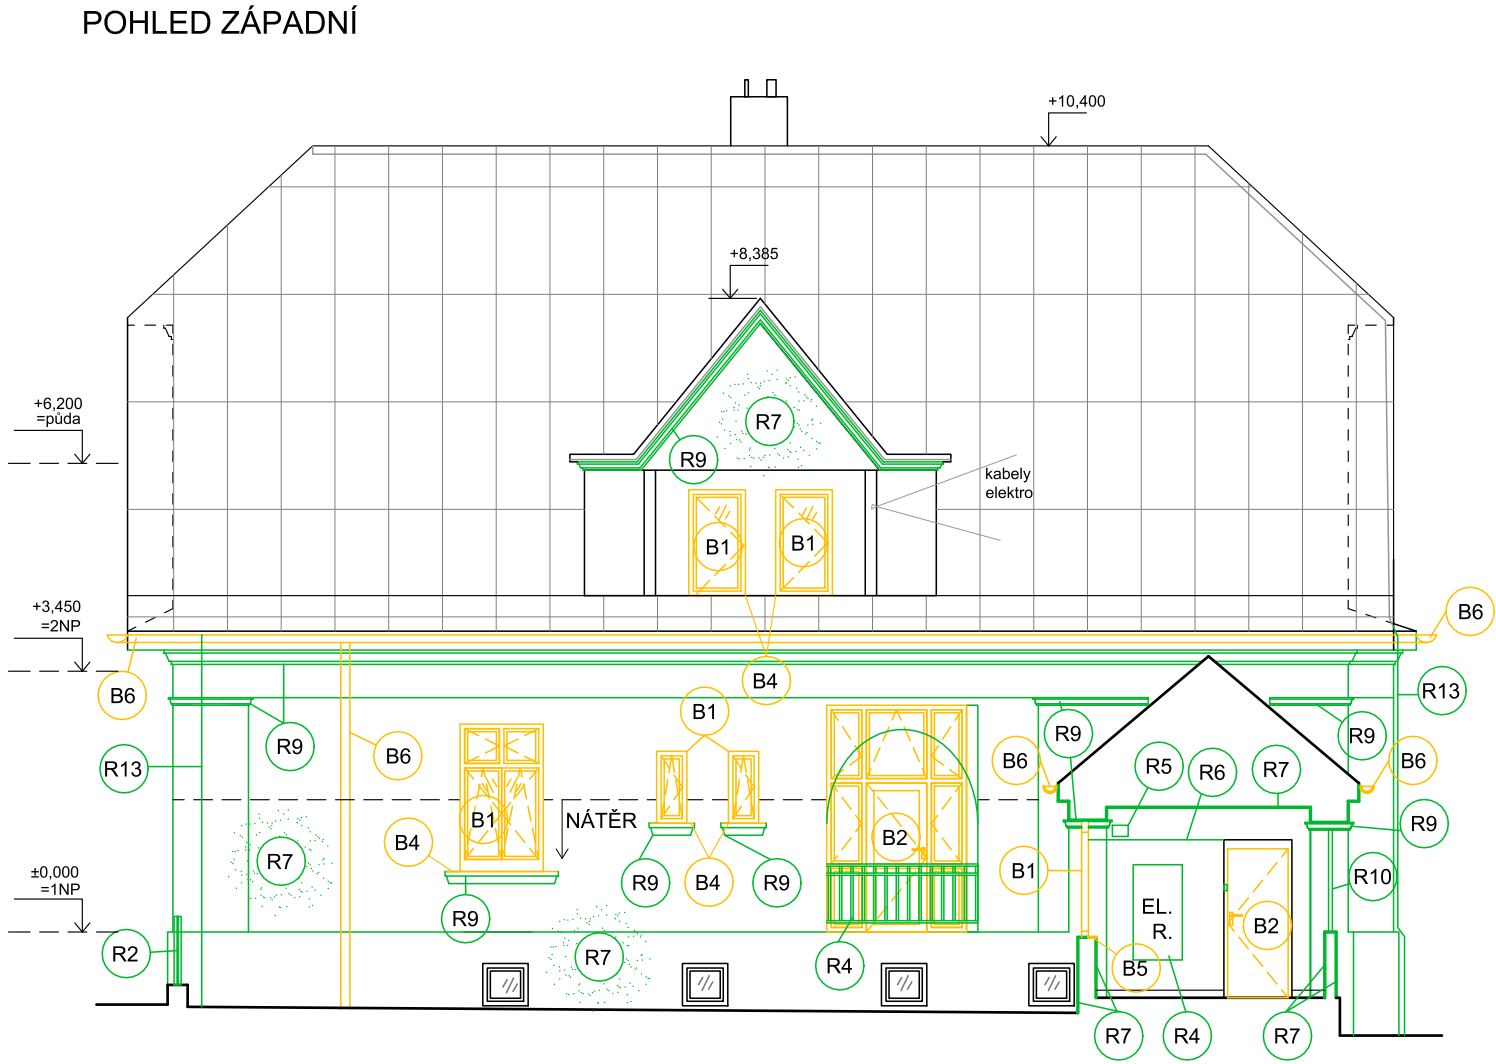 POHLED ZÁPADNÍ
+10,400
+8,385
+6,200
=půda
R7
R9
kabely
elektro
B1
B1
+3,450
=2NP
B6
B6
B4
R13
B1
R9
R9
R9
R13
B6
B6
R5
R6
R7
B6
NÁTĚR
B1
B4
B2
R9
R7
±0,000
=1NP
R9
B4
R9
B1
R10
R9
EL.
R.
B2
R2
R7
R4
B5
R7
R4
R7